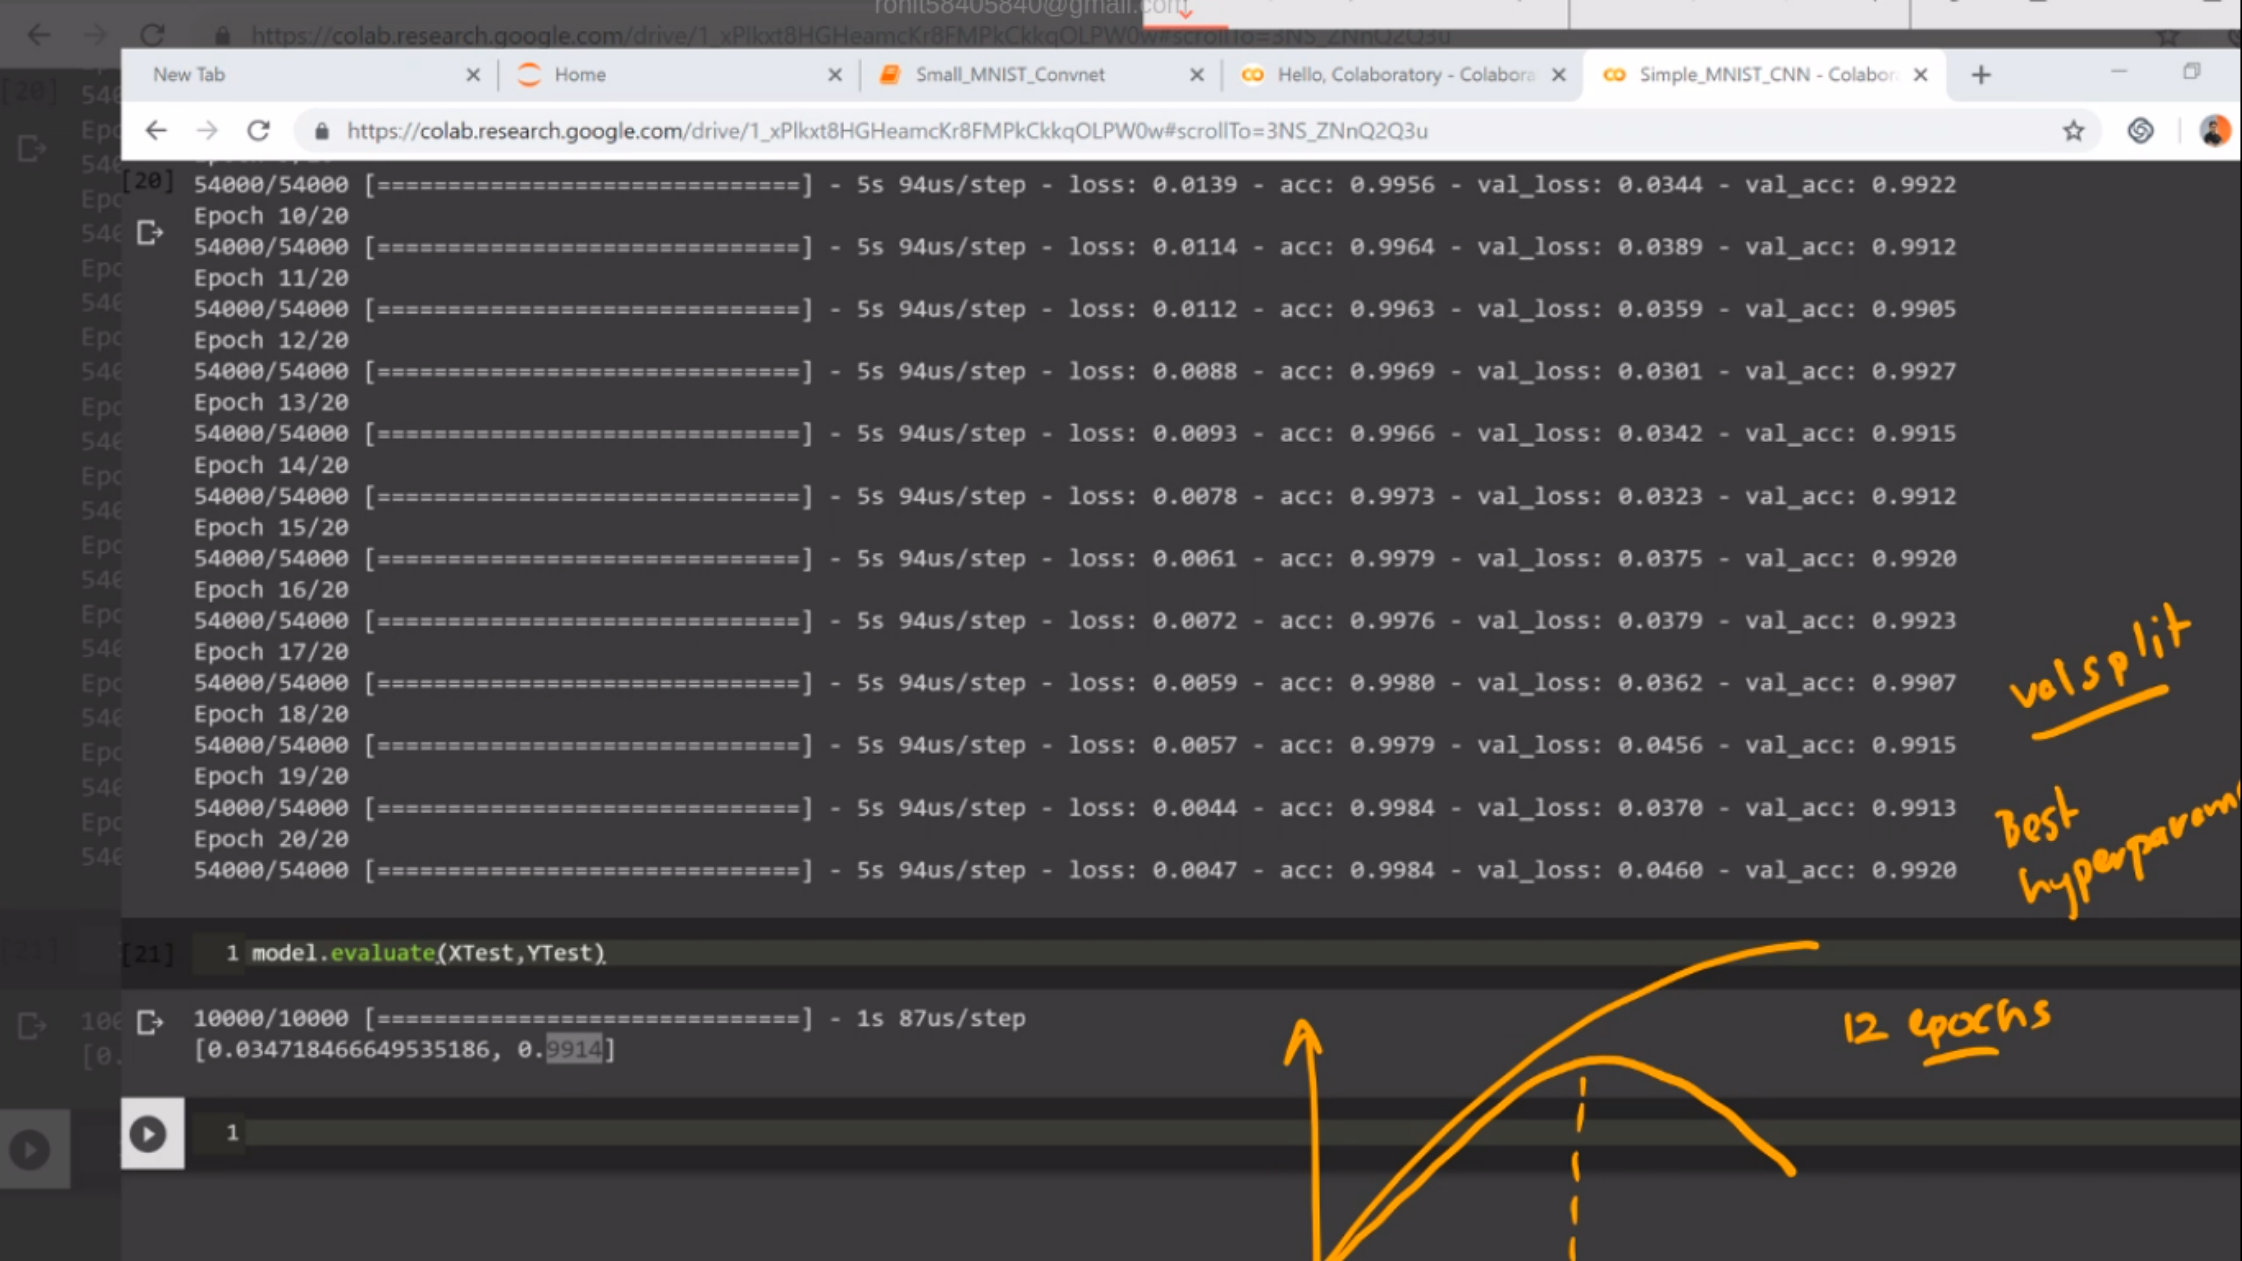 rohit58405840@gmail.com
New Tab
Home
Small_MNIST_Convnet
Hello, Colaboratory - Colabora
Simple_MNIST_CNN - Colabor
https://colab.research.google.com/drive/1_xPlkxt8HGHeamcKr8FMPkCkkqOLPW0w#scrollTo=3NS_ZNnQ2Q3u
[20] 54000/54000 [==============================] - 5s 94us/step - loss: 0.0139 - acc: 0.9956 - val_loss: 0.0344 - val_acc: 0.9922
Epoch 10/20
54000/54000 [==============================] - 5s 94us/step - loss: 0.0114 - acc: 0.9964 - val_loss: 0.0389 - val_acc: 0.9912
Epoch 11/20
54000/54000 [==============================] - 5s 94us/step - loss: 0.0112 - acc: 0.9963 - val_loss: 0.0359 - val_acc: 0.9905
Epoch 12/20
54000/54000 [==============================] - 5s 94us/step - loss: 0.0088 - acc: 0.9969 - val_loss: 0.0301 - val_acc: 0.9927
Epoch 13/20
54000/54000 [==============================] - 5s 94us/step - loss: 0.0093 - acc: 0.9966 - val_loss: 0.0342 - val_acc: 0.9915
Epoch 14/20
54000/54000 [==============================] - 5s 94us/step - loss: 0.0078 - acc: 0.9973 - val_loss: 0.0323 - val_acc: 0.9912
Epoch 15/20
54000/54000 [==============================] - 5s 94us/step - loss: 0.0061 - acc: 0.9979 - val_loss: 0.0375 - val_acc: 0.9920
Epoch 16/20
54000/54000 [==============================] - 5s 94us/step - loss: 0.0072 - acc: 0.9976 - val_loss: 0.0379 - val_acc: 0.9923
Epoch 17/20
54000/54000 [==============================] - 5s 94us/step - loss: 0.0059 - acc: 0.9980 - val_loss: 0.0362 - val_acc: 0.9907
Epoch 18/20
54000/54000 [==============================] - 5s 94us/step - loss: 0.0057 - acc: 0.9979 - val_loss: 0.0456 - val_acc: 0.9915
Epoch 19/20
54000/54000 [==============================] - 5s 94us/step - loss: 0.0044 - acc: 0.9984 - val_loss: 0.0370 - val_acc: 0.9913
Epoch 20/20
54000/54000 [==============================] - 5s 94us/step - loss: 0.0047 - acc: 0.9984 - val_loss: 0.0460 - val_acc: 0.9920
valsplit
Best
hyperparam
[21] 1 model.evaluate(XTest,YTest)
10000/10000 [==============================] - 1s 87us/step
[0.034718466649535186, 0.9914]
12 epochs
1